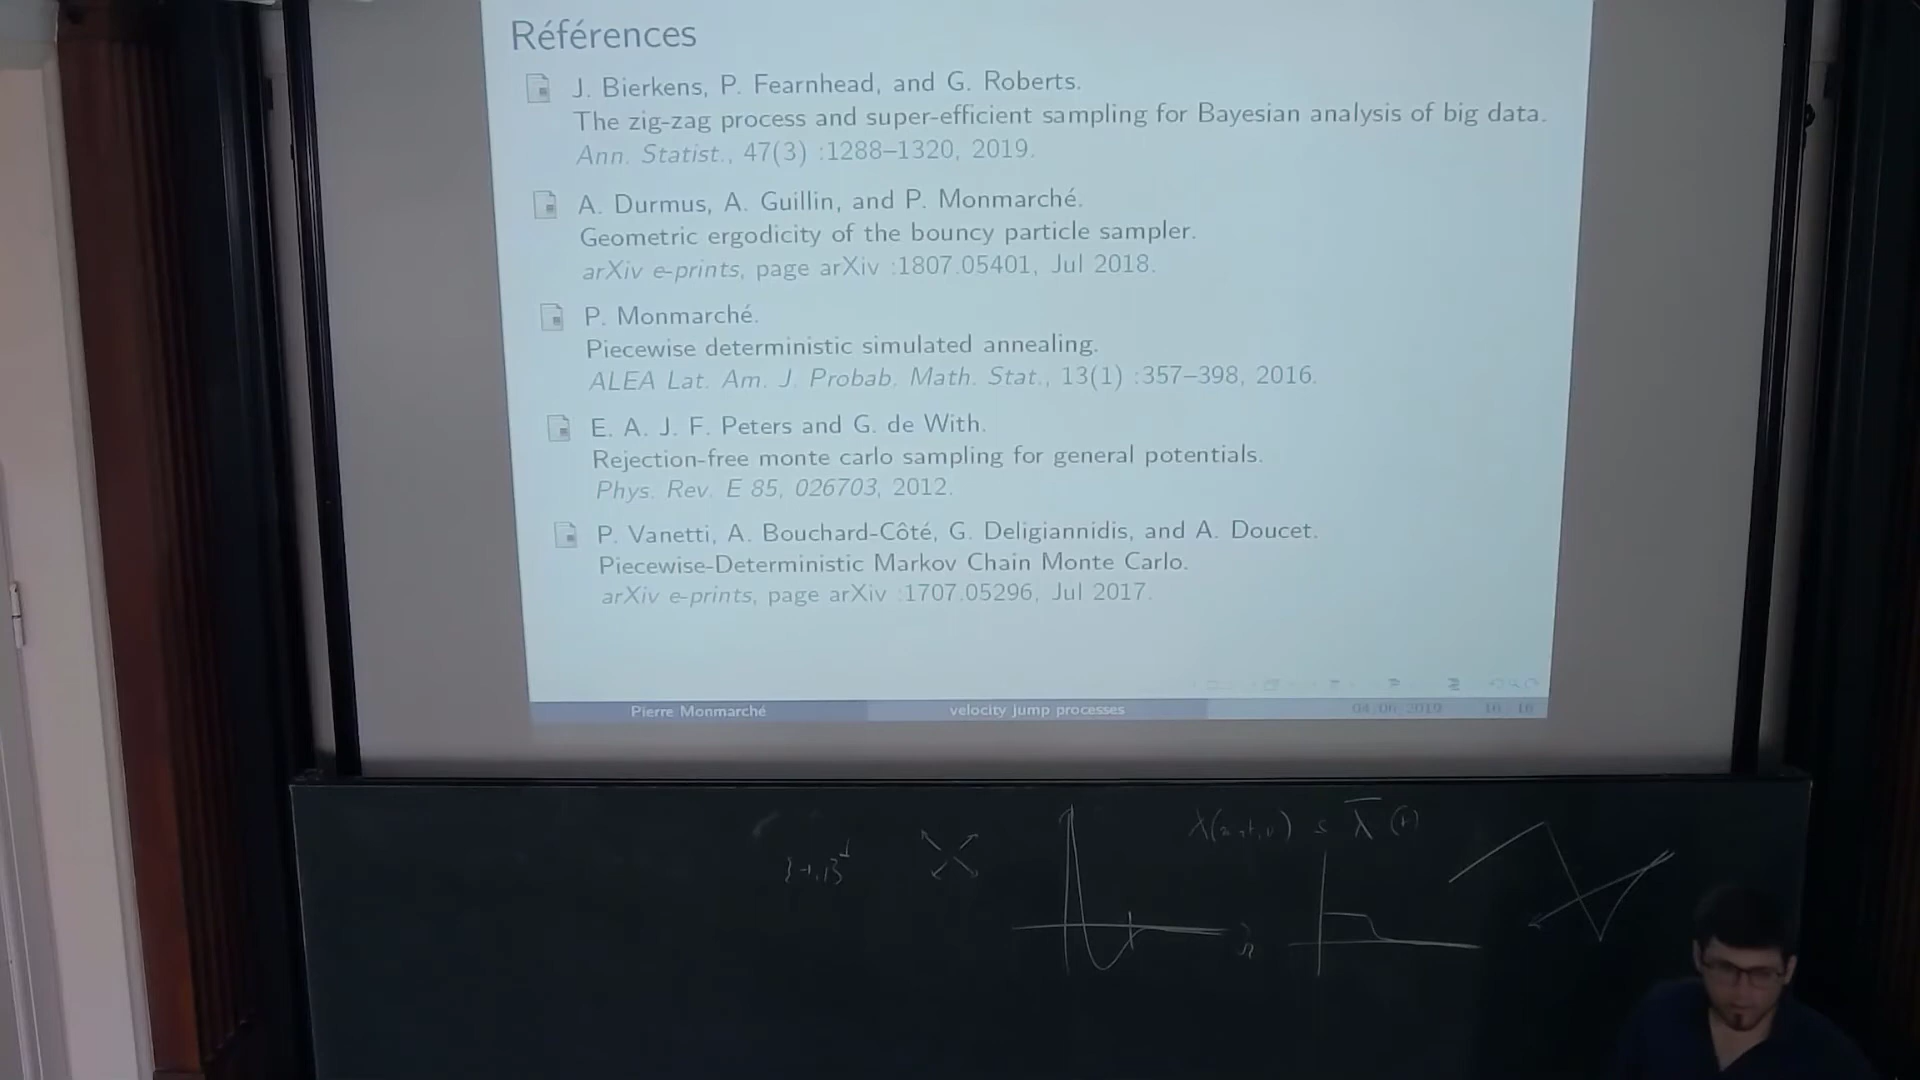 Références
J. Bierkens, P. Fearnhead, and G. Roberts.
The zig-zag process and super-efficient sampling for Bayesian analysis of big data.
Ann. Statist., 47(3) :1288–1320, 2019.
A. Durmus, A. Guillin, and P. Monmarché.
Geometric ergodicity of the bouncy particle sampler.
arXiv e-prints, page arXiv :1807.05401, Jul 2018.
P. Monmarché.
Piecewise deterministic simulated annealing.
ALEA Lat. Am. J. Probab. Math. Stat., 13(1) :357–398, 2016.
E. A. J. F. Peters and G. de With.
Rejection-free monte carlo sampling for general potentials.
Phys. Rev. E 85, 026703, 2012.
P. Vanetti, A. Bouchard-Côté, G. Deligiannidis, and A. Doucet.
Piecewise-Deterministic Markov Chain Monte Carlo.
arXiv e-prints, page arXiv :1707.05296, Jul 2017.
Pierre Monmarché velocity jump processes 04.06.2019 16 / 16